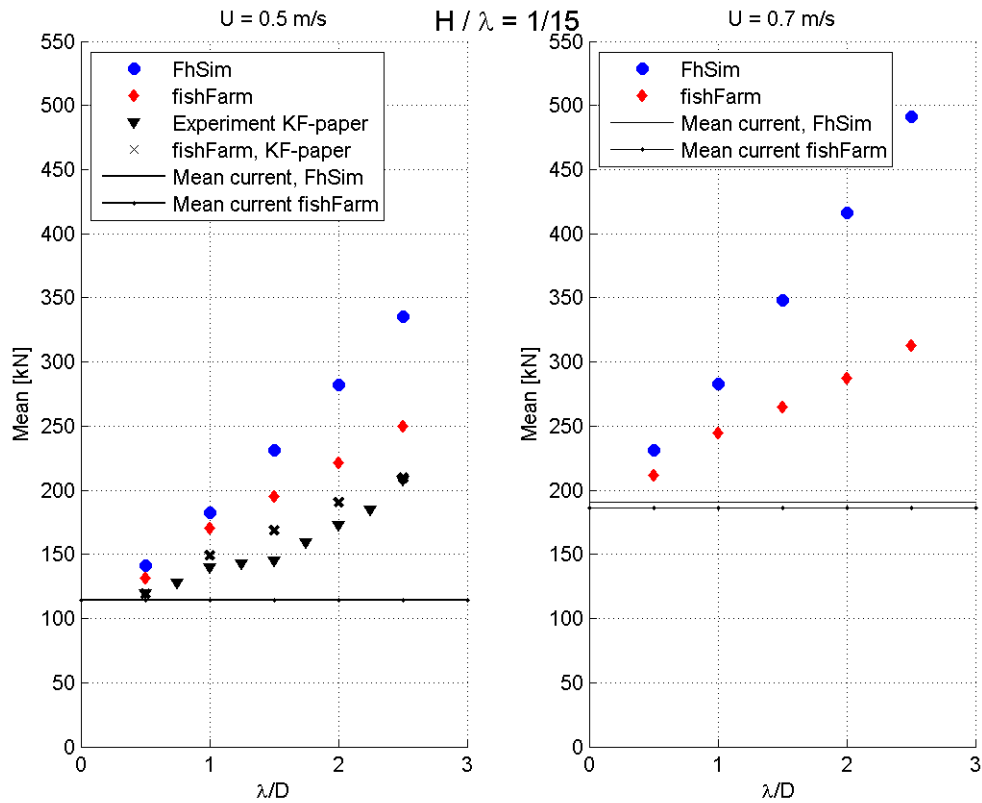 U = 0.5 m/s
H / λ = 1/15
U = 0.7 m/s
550
500
450
400
350
300
250
200
150
100
50
0
Mean [kN]
FhSim
fishFarm
Experiment KF-paper
fishFarm, KF-paper
Mean current, FhSim
Mean current fishFarm
0
1
2
3
λ/D
550
500
450
400
350
300
250
200
150
100
50
0
Mean [kN]
FhSim
fishFarm
Mean current, FhSim
Mean current fishFarm
0
1
2
3
λ/D